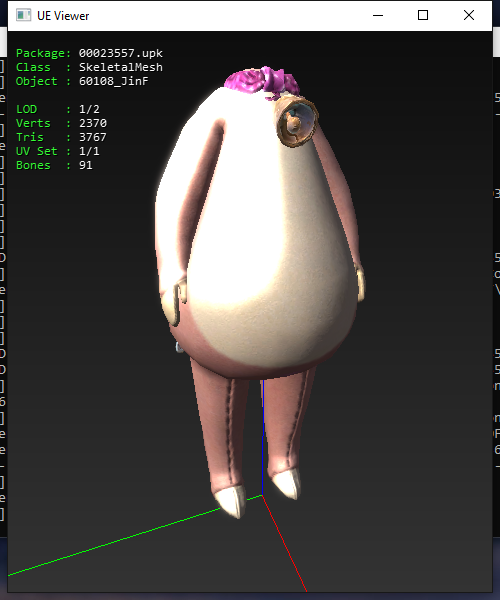 UE Viewer
Package: 00023557.upk
Class : SkeletalMesh
Object : 60108_JinF
LOD : 1/2
Verts : 2370
Tris : 3767
UV Set : 1/1
Bones : 91